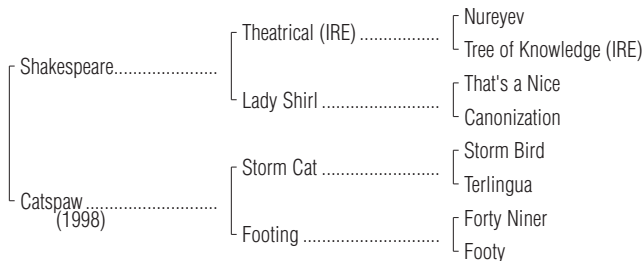 Nureyev
Theatrical (IRE) .................
Tree of Knowledge (IRE)
Shakespeare......................
That's a Nice
Lady Shirl .........................
Canonization
Storm Bird
Storm Cat .........................
Terlingua
Catspaw ............................
(1998)
Forty Niner
Footing .............................
Footy